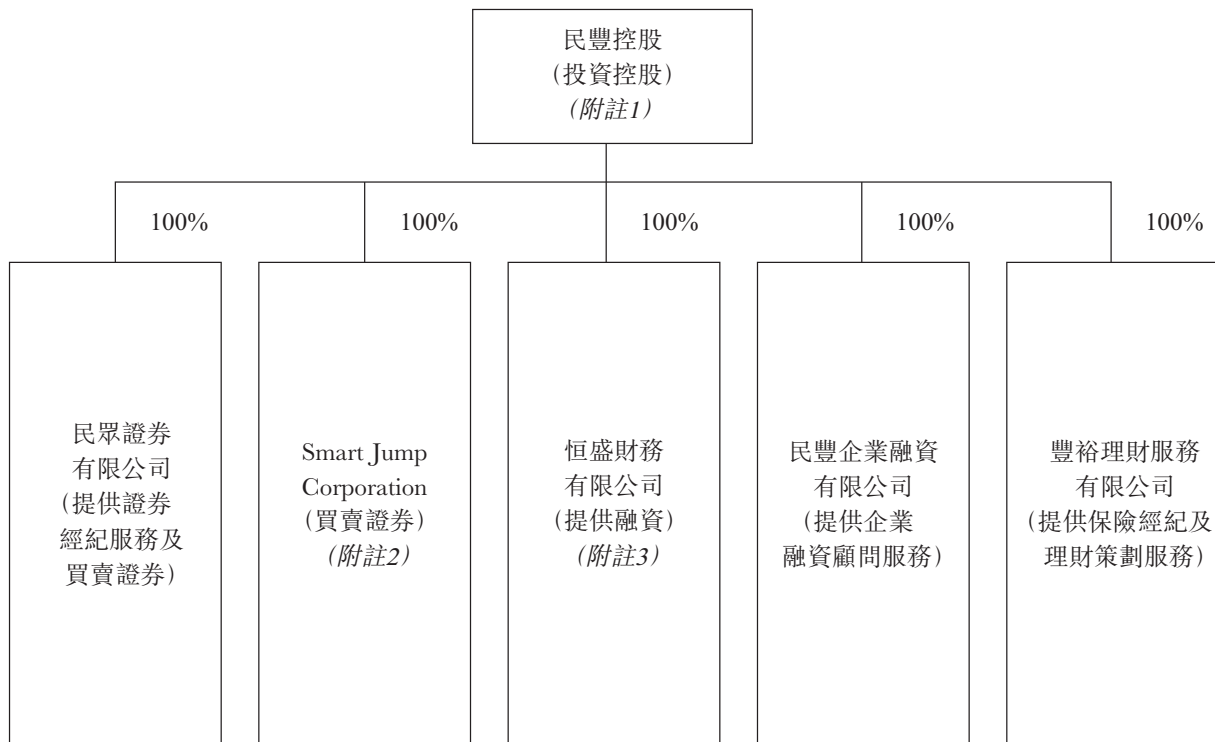 民豐控股
（投資控股）
（附註1）
100%
100%
100%
100%
100%
民眾證券
有限公司
（提供證券
經紀服務及
買賣證券）
Smart Jump
Corporation
（買賣證券）
（附註2）
恒盛財務
有限公司
（提供融資）
（附註3）
民豐企業融資
有限公司
（提供企業
融資顧問服務）
豐裕理財服務
有限公司
（提供保險經紀及
理財策劃服務）